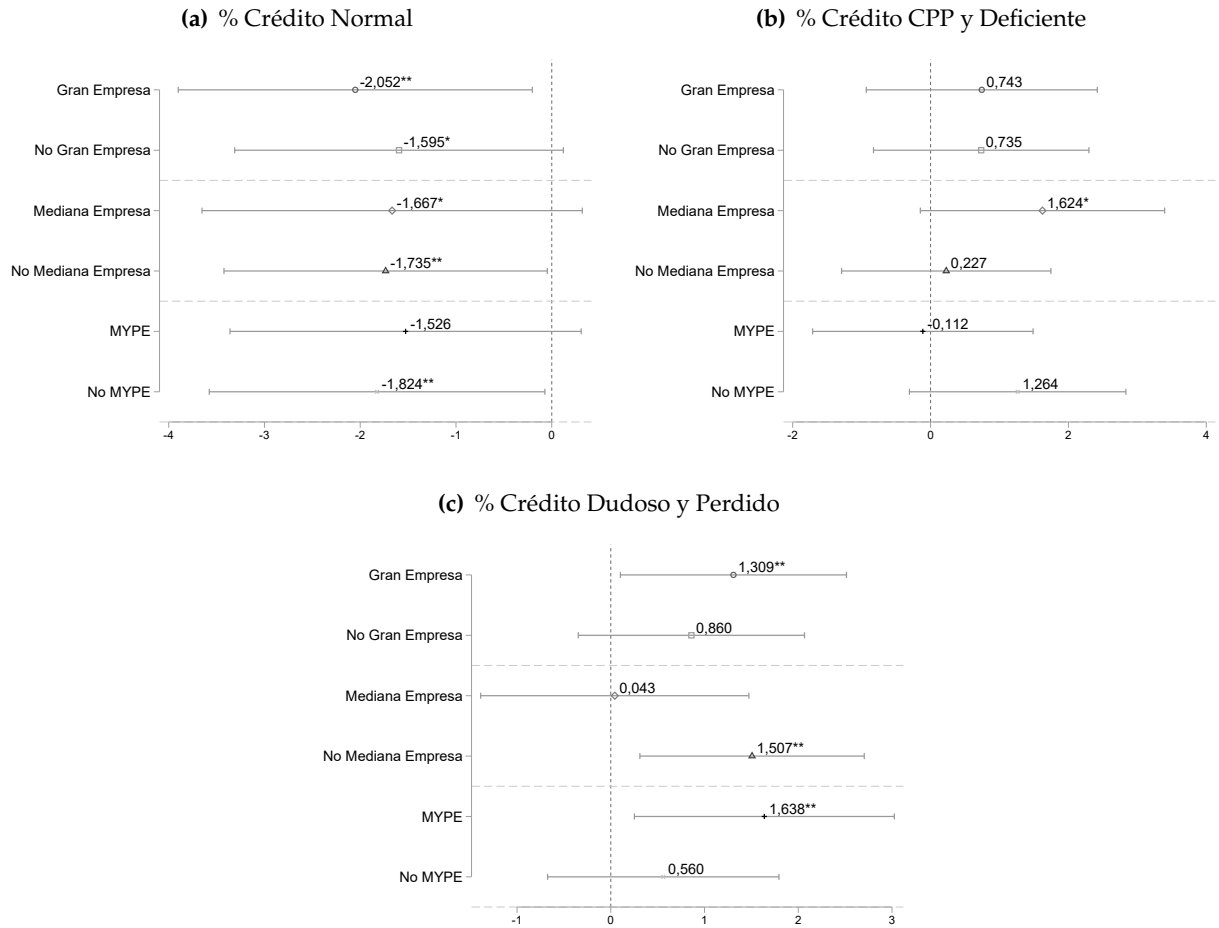 (a) % Crédito Normal
Gran Empresa
-2,052**
No Gran Empresa
-1,595*
Mediana Empresa
-1,667*
No Mediana Empresa
-1,735**
MYPE
-1,526
No MYPE
-1,824**
-4 -3 -2 -1 0
(b) % Crédito CPP y Deficiente
Gran Empresa
0,743
No Gran Empresa
0,735
Mediana Empresa
1,624*
No Mediana Empresa
0,227
MYPE
-0,112
No MYPE
1,264
-2 0 2 4
(c) % Crédito Dudoso y Perdido
Gran Empresa
1,309**
No Gran Empresa
0,860
Mediana Empresa
0,043
No Mediana Empresa
1,507**
MYPE
1,638**
No MYPE
0,560
-1 0 1 2 3